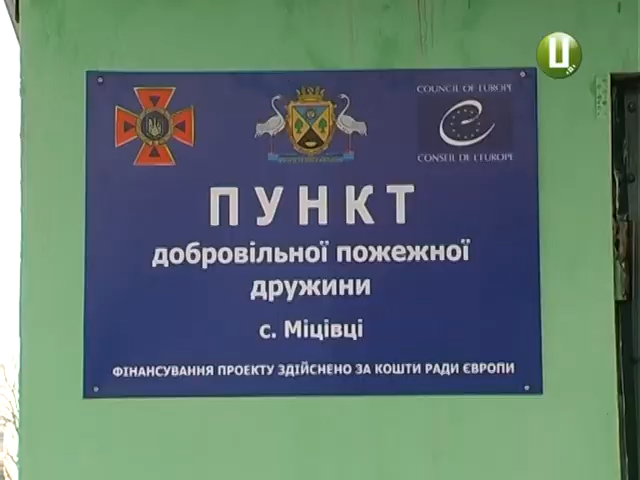 Ц
COUNCIL OF EUROPE
CONSEIL DE L'EUROPE
ПУНКТ
добровільної пожежної
дружини
с. Міцівці
ФІНАНСУВАННЯ ПРОЕКТУ ЗДІЙСНЕНО ЗА КОШТИ РАДИ ЄВРОПИ